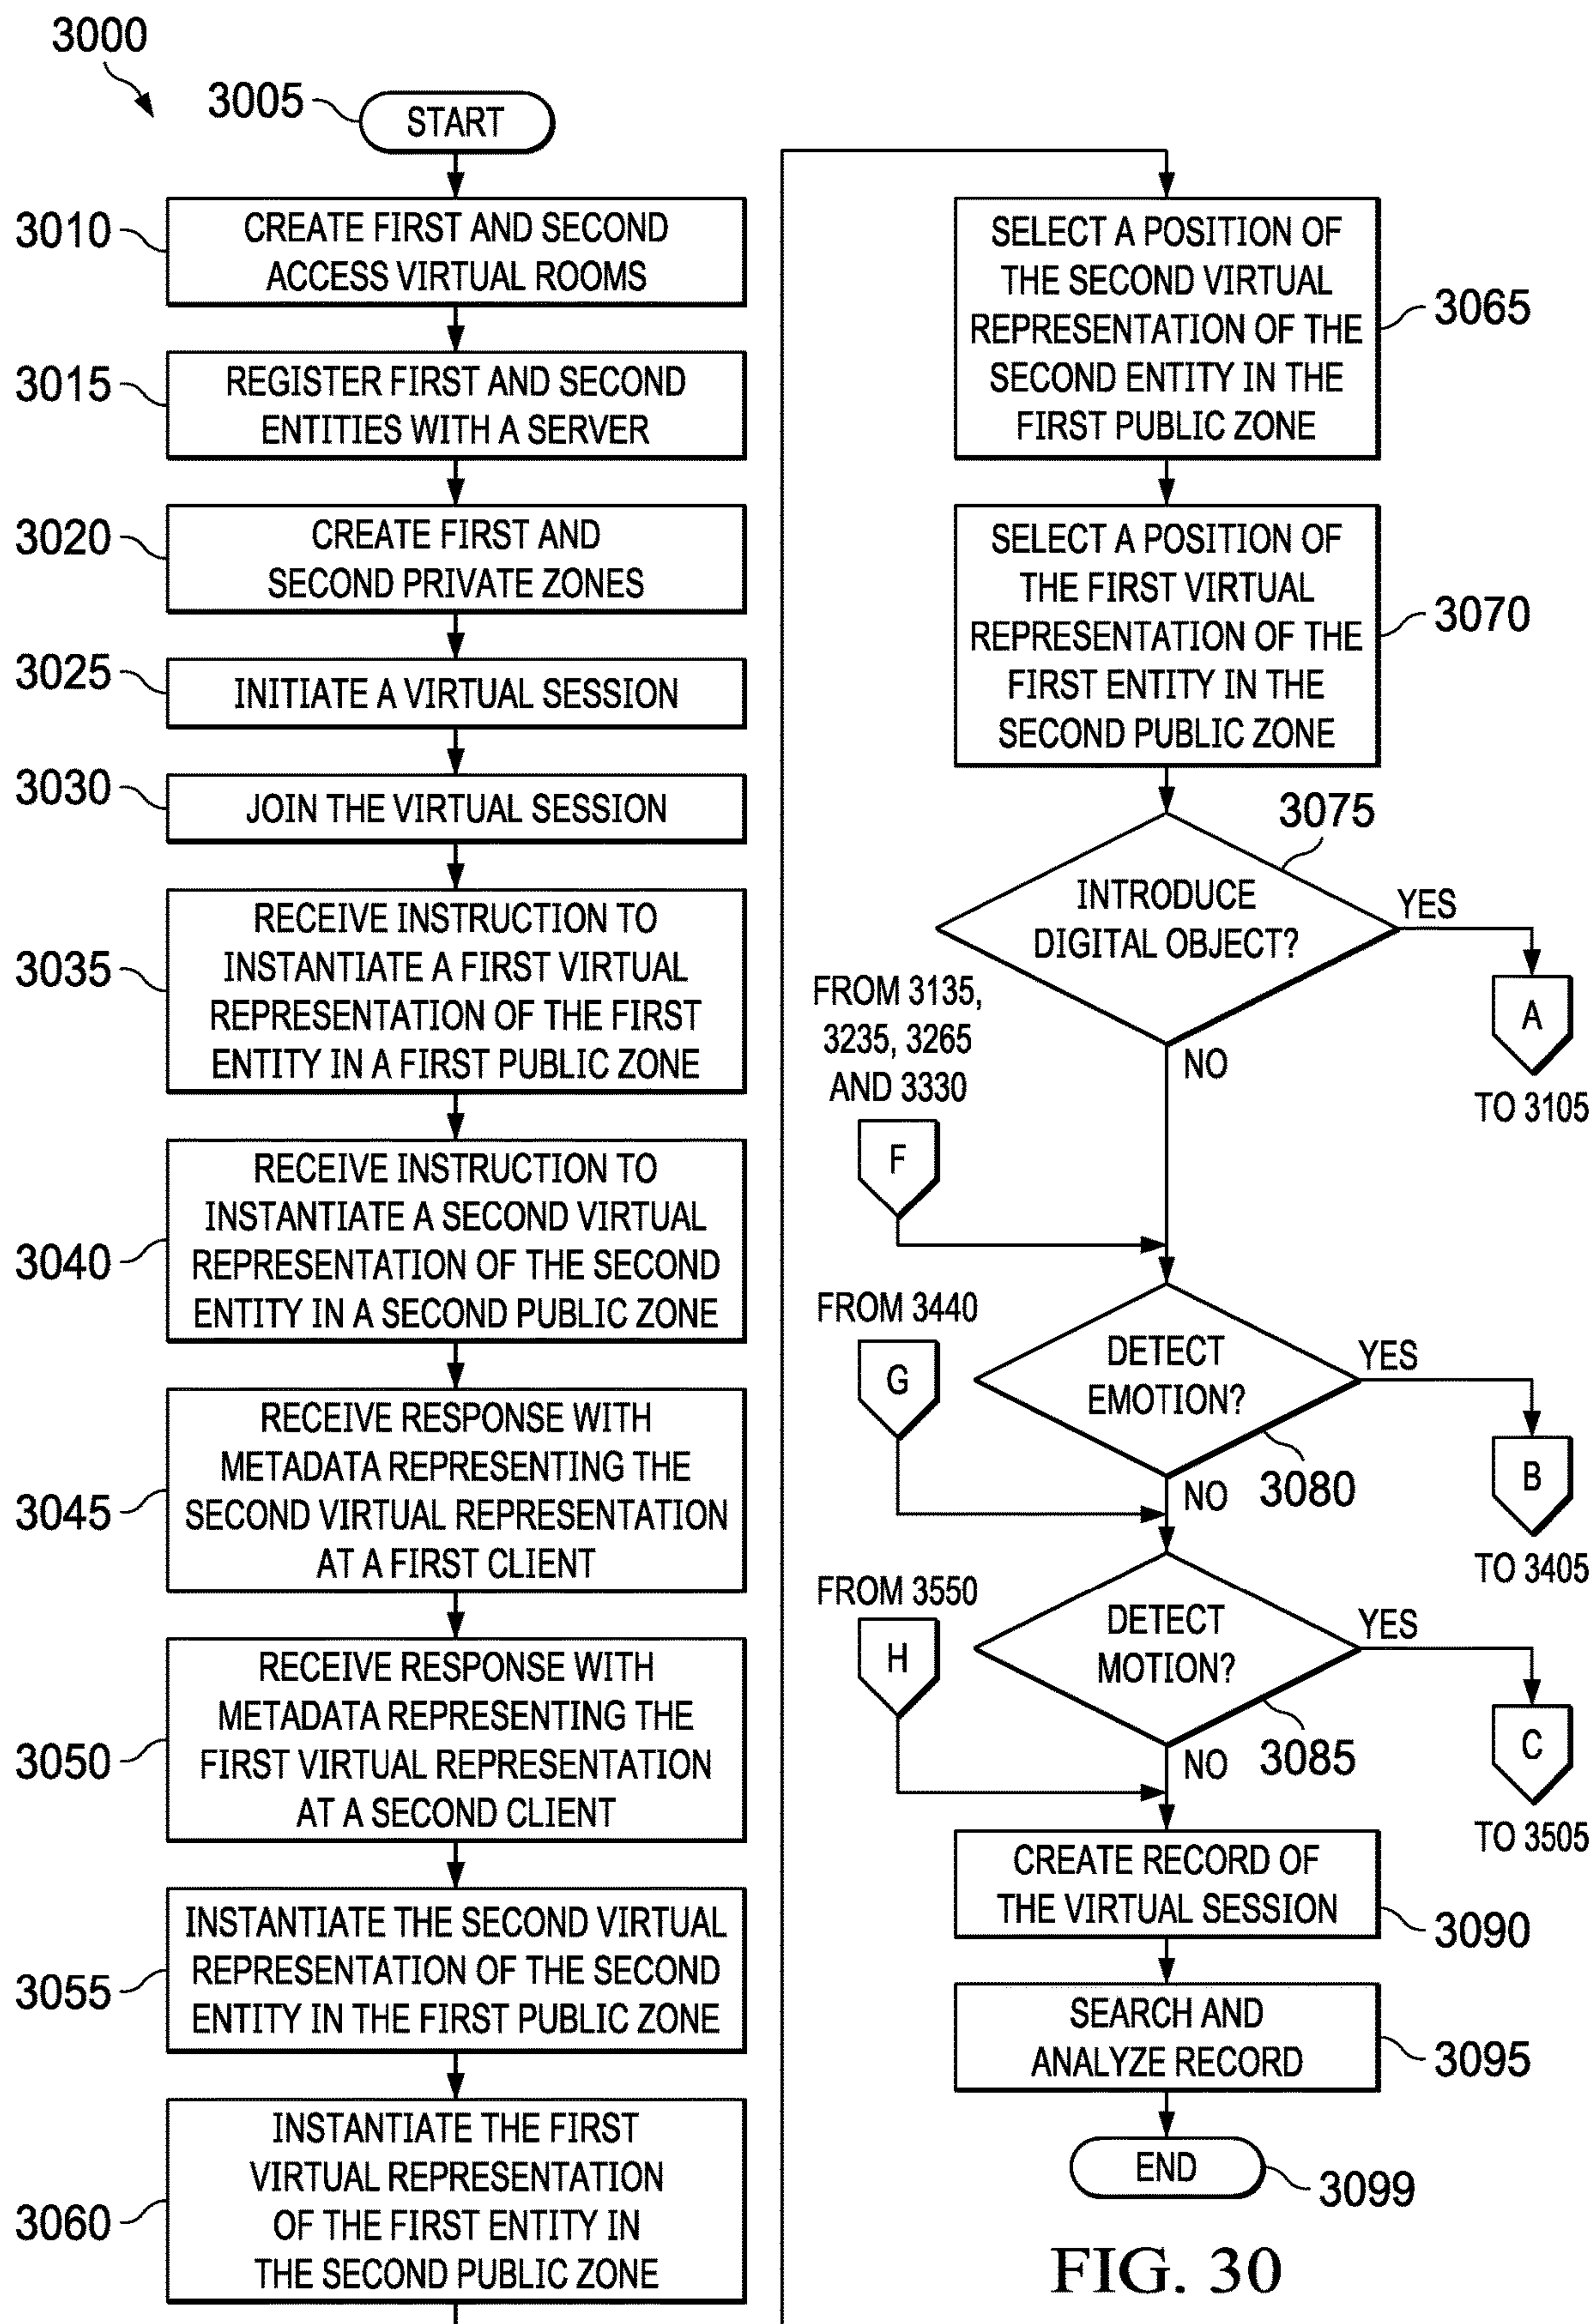 3000
3005
START
3010
CREATE FIRST AND SECOND
ACCESS VIRTUAL ROOMS
3015
REGISTER FIRST AND SECOND
ENTITIES WITH A SERVER
3020
CREATE FIRST AND
SECOND PRIVATE ZONES
3025
INITIATE A VIRTUAL SESSION
3030
JOIN THE VIRTUAL SESSION
3035
RECEIVE INSTRUCTION TO
INSTANTIATE A FIRST VIRTUAL
REPRESENTATION OF THE FIRST
ENTITY IN A FIRST PUBLIC ZONE
3040
RECEIVE INSTRUCTION TO
INSTANTIATE A SECOND VIRTUAL
REPRESENTATION OF THE SECOND
ENTITY IN A SECOND PUBLIC ZONE
3045
RECEIVE RESPONSE WITH
METADATA REPRESENTING THE
SECOND VIRTUAL REPRESENTATION
AT A FIRST CLIENT
3050
RECEIVE RESPONSE WITH
METADATA REPRESENTING THE
FIRST VIRTUAL REPRESENTATION
AT A SECOND CLIENT
3055
INSTANTIATE THE SECOND VIRTUAL
REPRESENTATION OF THE SECOND
ENTITY IN THE FIRST PUBLIC ZONE
3060
INSTANTIATE THE FIRST
VIRTUAL REPRESENTATION
OF THE FIRST ENTITY IN
THE SECOND PUBLIC ZONE
SELECT A POSITION OF
THE SECOND VIRTUAL
REPRESENTATION OF THE
SECOND ENTITY IN THE
FIRST PUBLIC ZONE
3065
SELECT A POSITION OF
THE FIRST VIRTUAL
REPRESENTATION OF THE
FIRST ENTITY IN THE
SECOND PUBLIC ZONE
3070
3075
INTRODUCE
DIGITAL OBJECT?
YES
A
TO 3105
NO
FROM 3135,
3235, 3265
AND 3330
F
FROM 3440
G
DETECT
EMOTION?
YES
3080
B
TO 3405
NO
FROM 3550
H
DETECT
MOTION?
YES
3085
C
TO 3505
NO
CREATE RECORD OF
THE VIRTUAL SESSION
3090
SEARCH AND
ANALYZE RECORD
3095
END
3099
FIG. 30